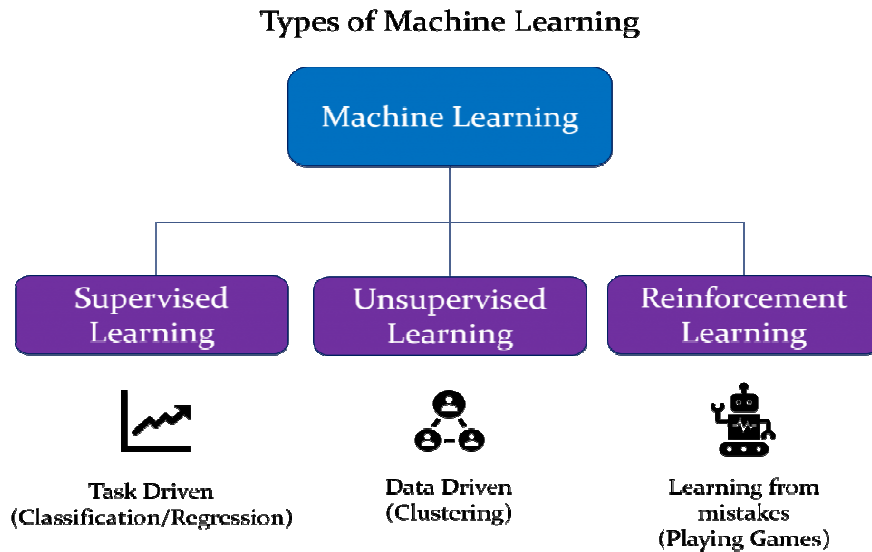 Types of Machine Learning
Machine Learning
Supervised
Learning
Unsupervised
Learning
Reinforcement
Learning
Task Driven
(Classification/Regression)
Data Driven
(Clustering)
Learning from
mistakes
(Playing Games)